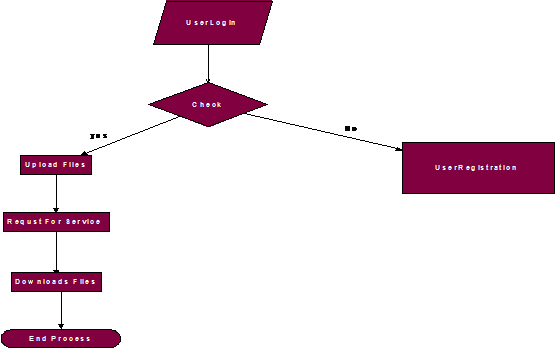 UserLogin
Check
yes
No
Upload Files
UserRegistration
Requst For Service
Downloads Files
End Process